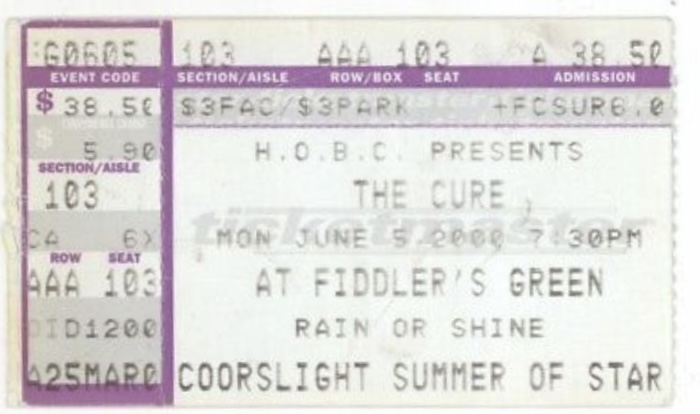 :G0605 103 AAA 103 A 38.50
EVENT CODE SECTION/AISLE ROW/BOX SEAT ADMISSION
$ 38.50 $3FAC/$3PARK +FCSUR6.0
5.90 H.O.B.C. PRESENTS
SECTION/AISLE
103 THE CURE
ticketmaster
CA 6X MON JUNE 5,2000 7:30PM
ROW SEAT
AAA 103 AT FIDDLER'S GREEN
DID1200 RAIN OR SHINE
A25MAR0 COORSLIGHT SUMMER OF STAR